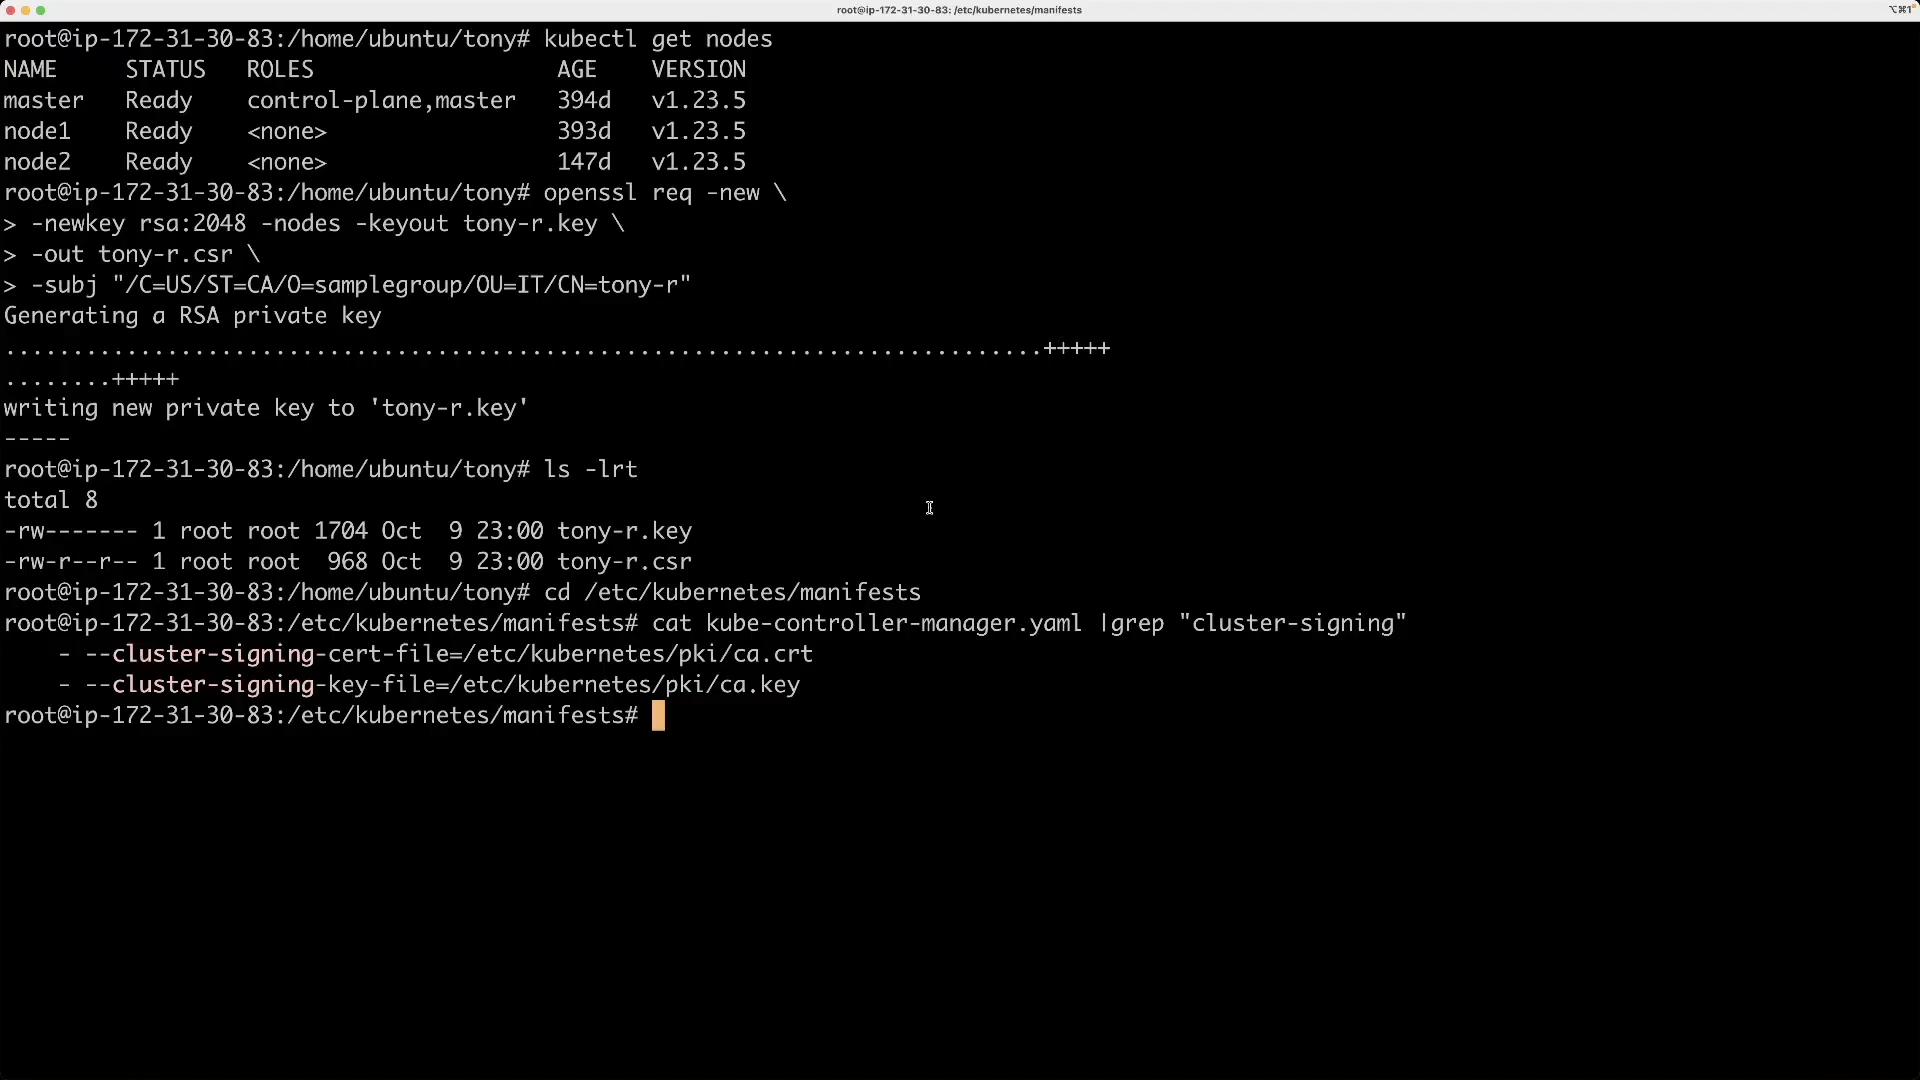 root@ip-172-31-30-83: /etc/kubernetes/manifests
⌥⌘1
root@ip-172-31-30-83:/home/ubuntu/tony# kubectl get nodes
NAME     STATUS   ROLES                  AGE    VERSION
master   Ready    control-plane,master   394d   v1.23.5
node1    Ready    <none>                 393d   v1.23.5
node2    Ready    <none>                 147d   v1.23.5
root@ip-172-31-30-83:/home/ubuntu/tony# openssl req -new \
> -newkey rsa:2048 -nodes -keyout tony-r.key \
> -out tony-r.csr \
> -subj "/C=US/ST=CA/O=samplegroup/OU=IT/CN=tony-r"
Generating a RSA private key
.............................................................................+++++
........+++++
writing new private key to 'tony-r.key'
-----
root@ip-172-31-30-83:/home/ubuntu/tony# ls -lrt
total 8
-rw------- 1 root root 1704 Oct  9 23:00 tony-r.key
-rw-r--r-- 1 root root  968 Oct  9 23:00 tony-r.csr
root@ip-172-31-30-83:/home/ubuntu/tony# cd /etc/kubernetes/manifests
root@ip-172-31-30-83:/etc/kubernetes/manifests# cat kube-controller-manager.yaml |grep "cluster-signing"
    - --cluster-signing-cert-file=/etc/kubernetes/pki/ca.crt
    - --cluster-signing-key-file=/etc/kubernetes/pki/ca.key
root@ip-172-31-30-83:/etc/kubernetes/manifests#